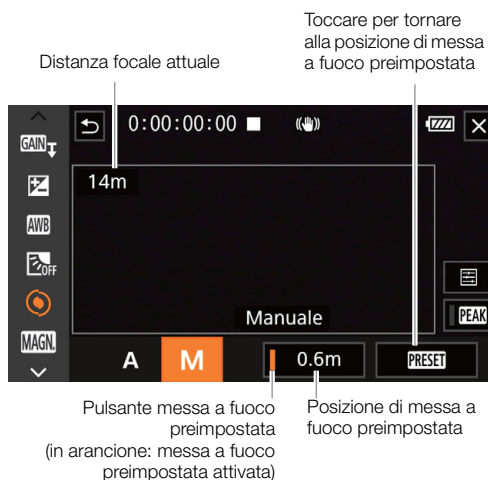 Toccare per tornare
alla posizione di messa
a fuoco preimpostata
Distanza focale attuale
0:00:00:00
GAIN
14m
AWB
OFF
Manuale
PEAK
MAGN.
A
M
0.6m
PRESET
Pulsante messa a fuoco
preimpostata
(in arancione: messa a fuoco
preimpostata attivata)
Posizione di messa a
fuoco preimpostata